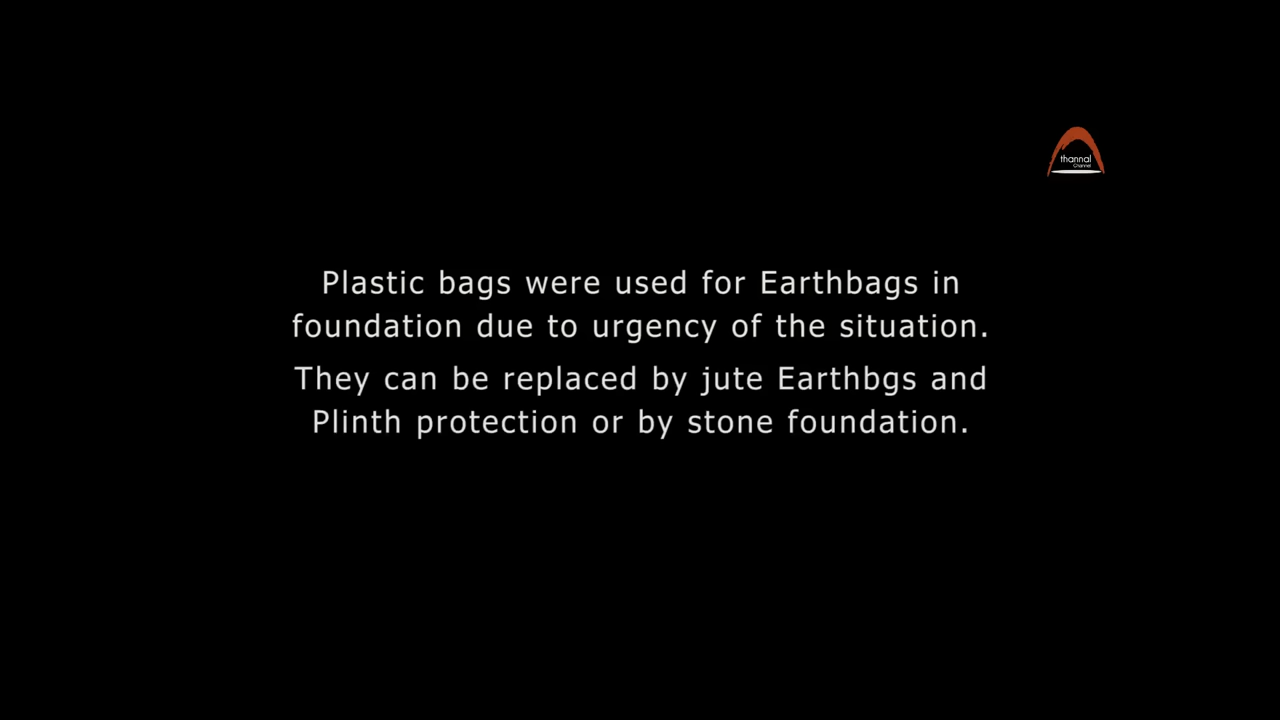 thannal
Channel
Plastic bags were used for Earthbags in
foundation due to urgency of the situation.
They can be replaced by jute Earthbgs and
Plinth protection or by stone foundation.